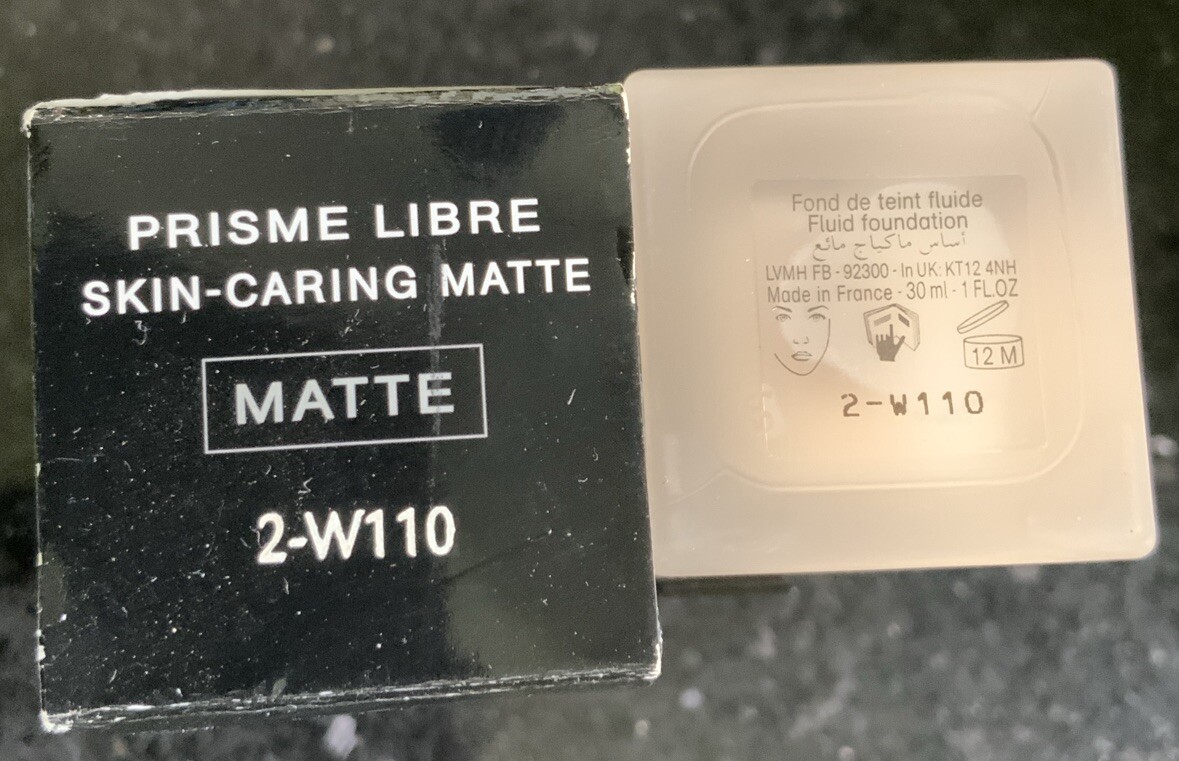 PRISME LIBRE
SKIN-CARING MATTE
MATTE
2-W110
Fond de teint fluide
Fluid foundation
أساس ماكياج مائع
LVMH FB - 92300 - In UK: KT12 4NH
Made in France - 30 ml - 1 FL.OZ
12 M
2-W110